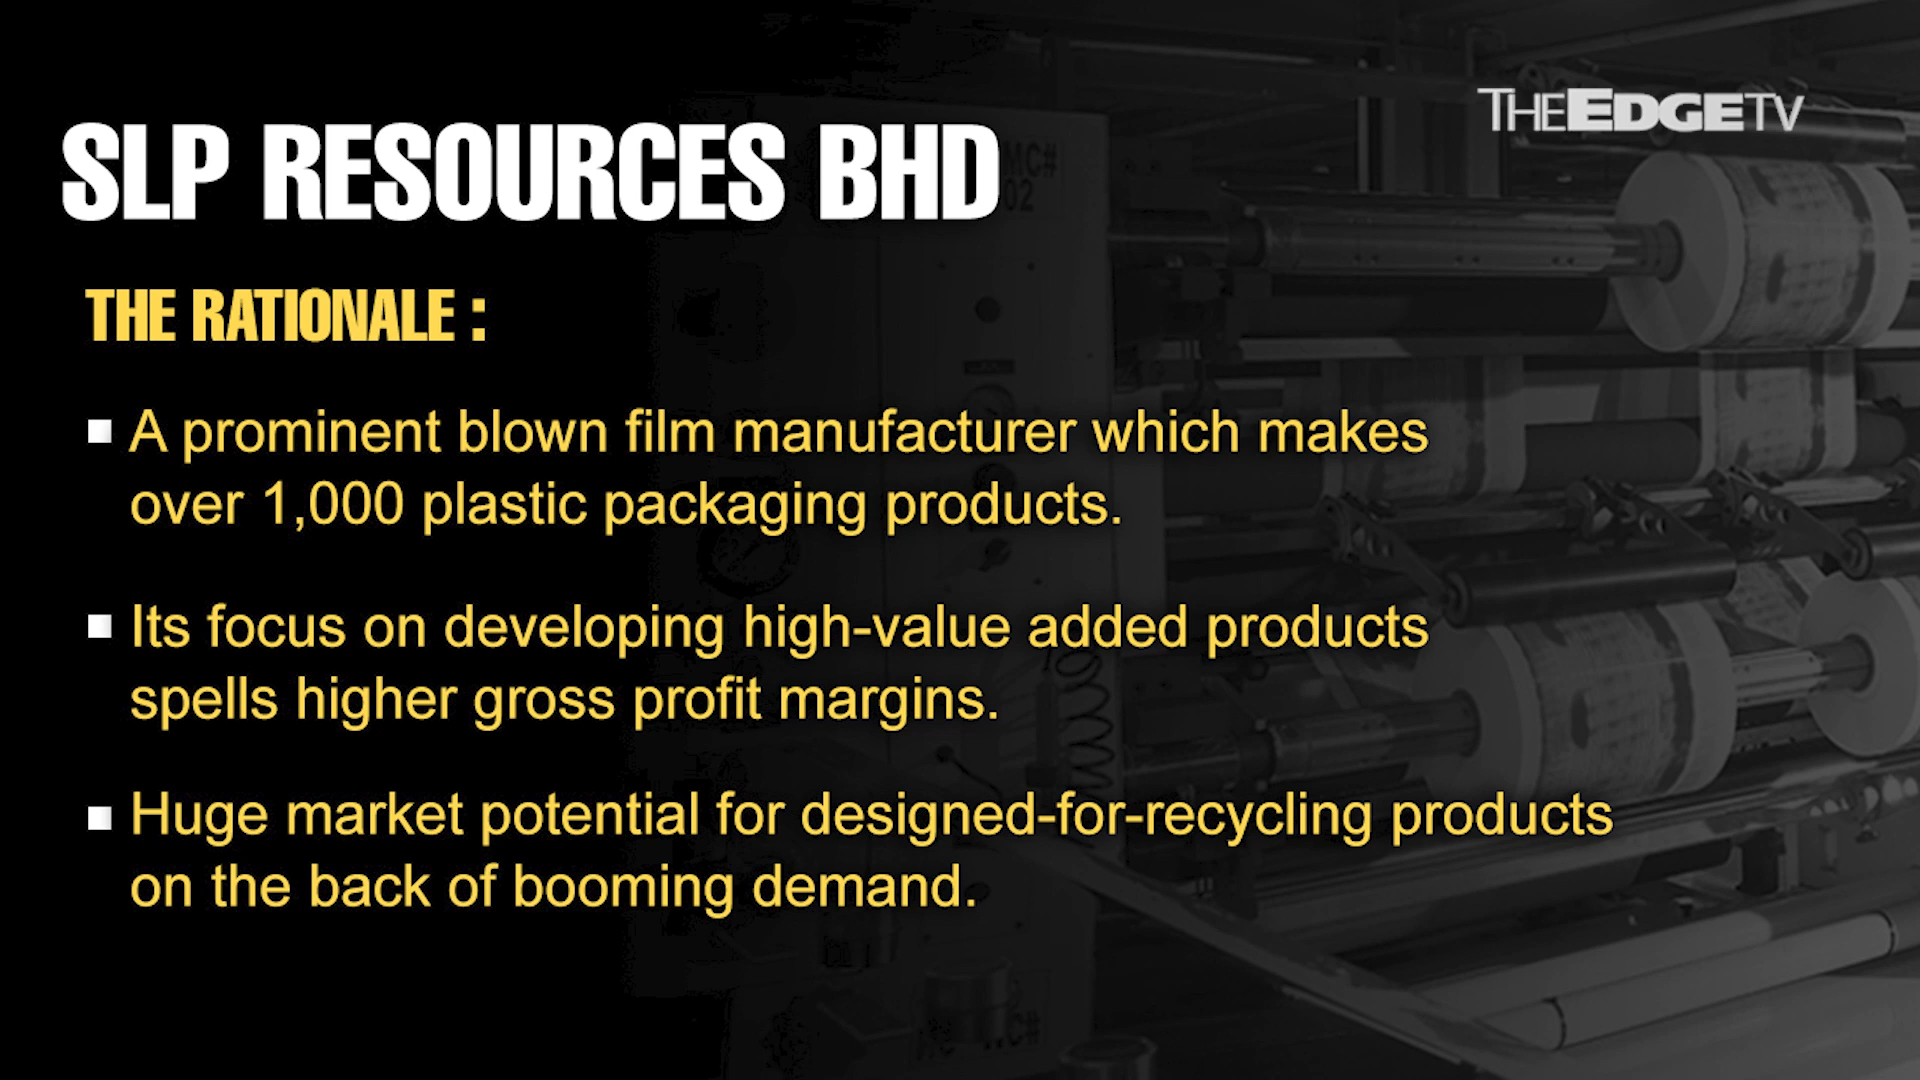 THEEDGETV
SLP RESOURCES BHD
MC#
02
THE RATIONALE :
A prominent blown film manufacturer which makes
over 1,000 plastic packaging products.
Its focus on developing high-value added products
spells higher gross profit margins.
Huge market potential for designed-for-recycling products
on the back of booming demand.